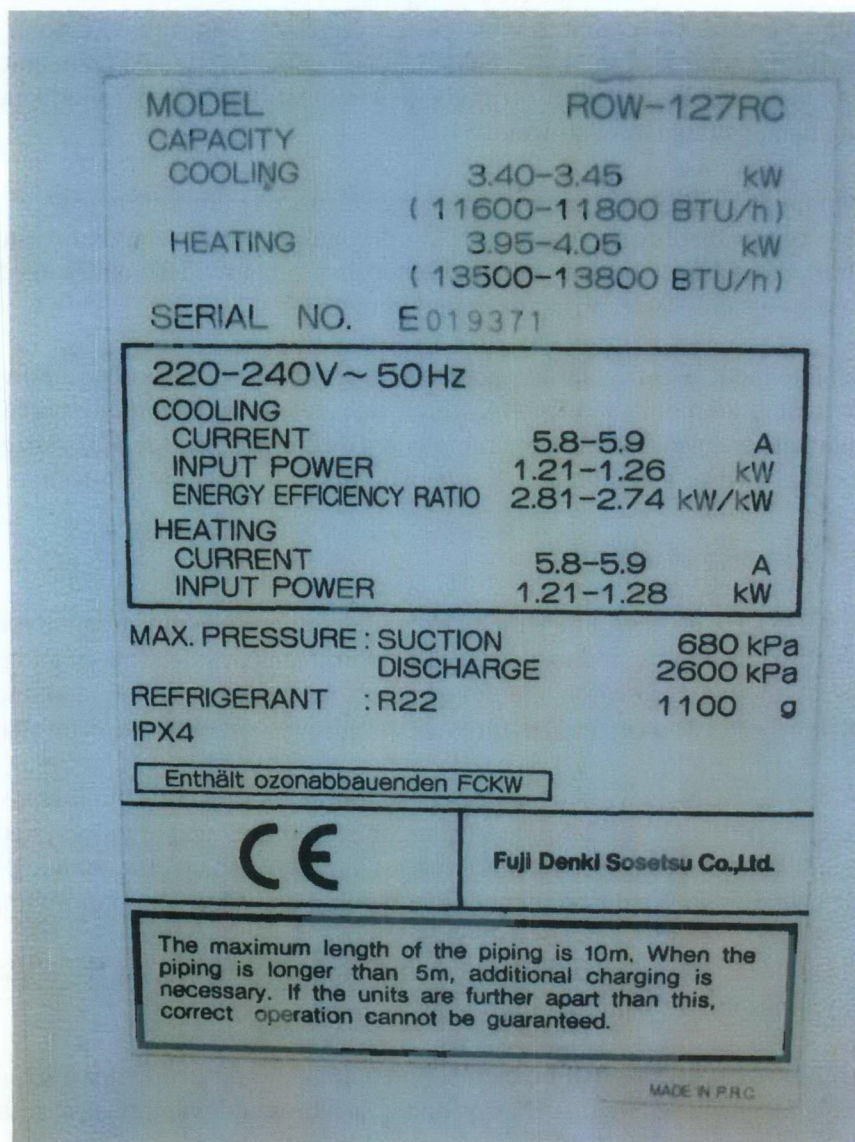 MODEL ROW-127RC
CAPACITY
COOLING 3.40-3.45 kW
(11600-11800 BTU/h)
HEATING 3.95-4.05 kW
(13500-13800 BTU/h)
SERIAL NO. E019371
220-240V~50Hz
COOLING
CURRENT 5.8-5.9 A
INPUT POWER 1.21-1.26 kW
ENERGY EFFICIENCY RATIO 2.81-2.74 kW/kW
HEATING
CURRENT 5.8-5.9 A
INPUT POWER 1.21-1.28 kW
MAX. PRESSURE : SUCTION 680 kPa
DISCHARGE 2600 kPa
REFRIGERANT : R22 1100 g
IPX4
Enthält ozonabbauenden FCKW
CE Fuji Denki Sosetsu Co.,Ltd.
The maximum length of the piping is 10m. When the
piping is longer than 5m, additional charging is
necessary. If the units are further apart than this,
correct operation cannot be guaranteed.
MADE IN P.R.C